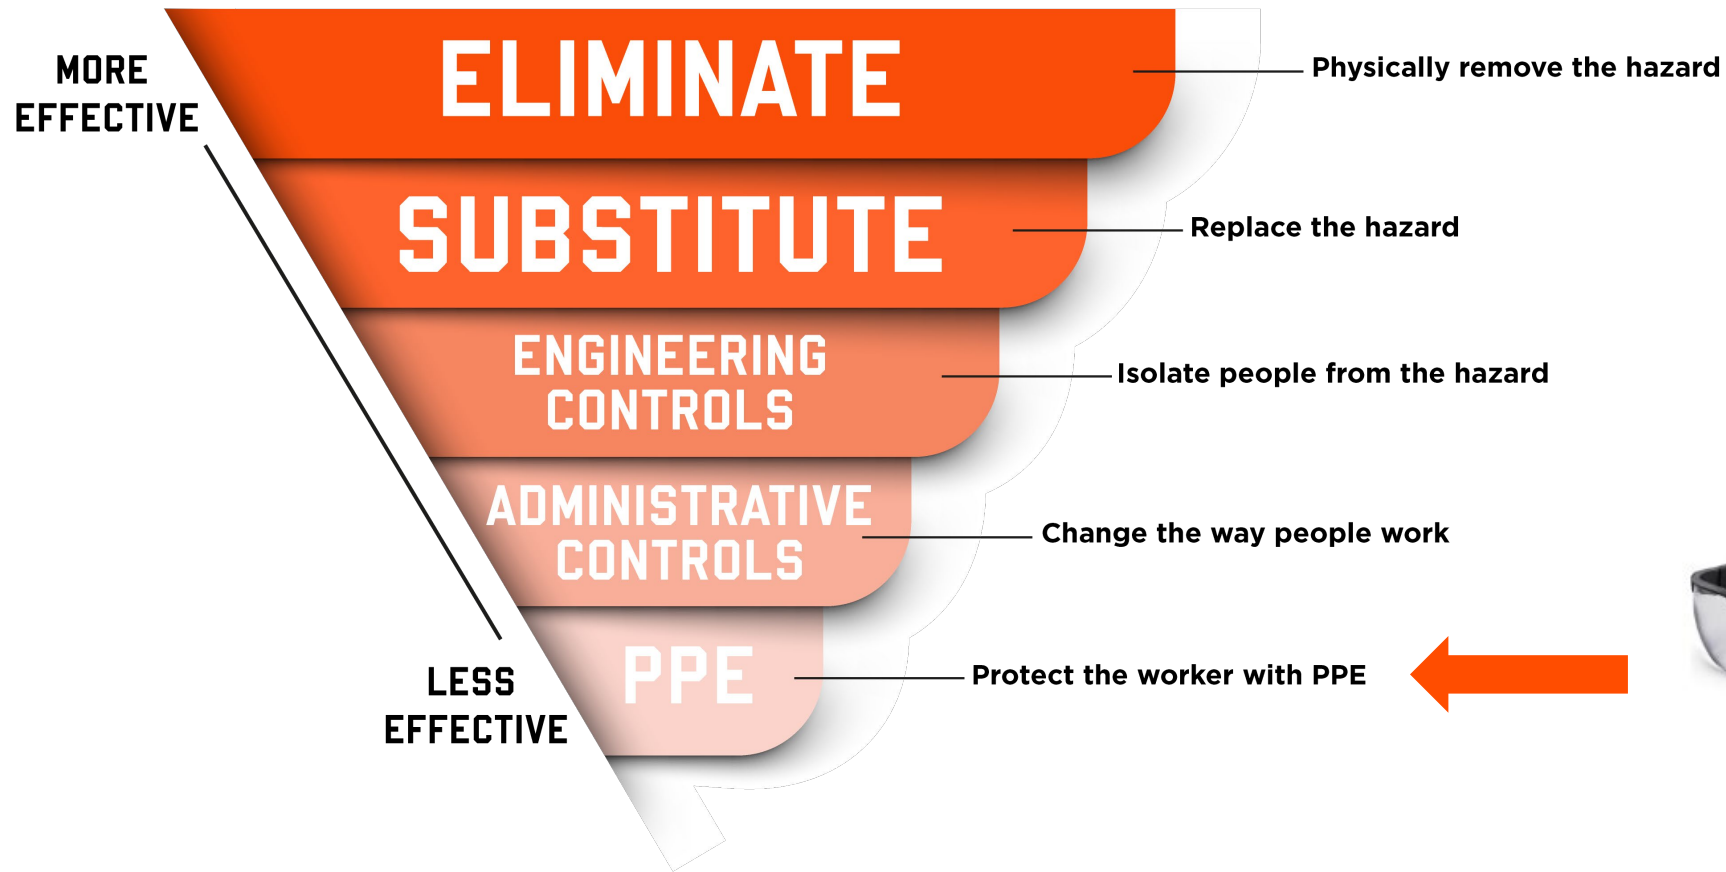 MORE
EFFECTIVE
ELIMINATE
Physically remove the hazard
SUBSTITUTE
Replace the hazard
ENGINEERING
CONTROLS
Isolate people from the hazard
ADMINISTRATIVE
CONTROLS
Change the way people work
PPE
Protect the worker with PPE
LESS
EFFECTIVE